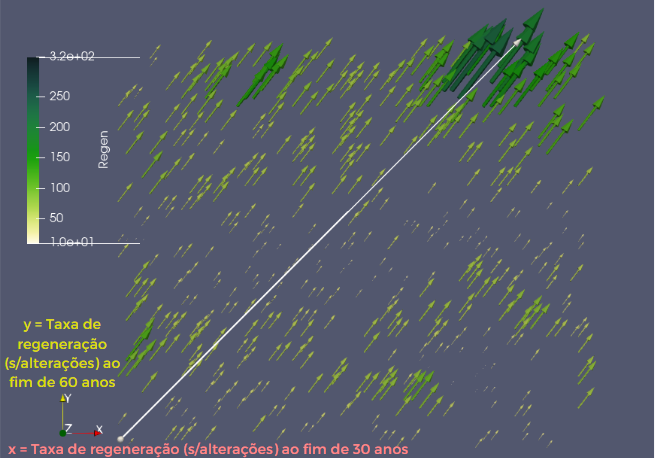 3.2e+02
250
200
150
100
50
1.0e+01
Regen
y = Taxa de
regeneração
(s/alterações) ao
fim de 60 anos
Y
Z
X
x = Taxa de regeneração (s/alterações) ao fim de 30 anos